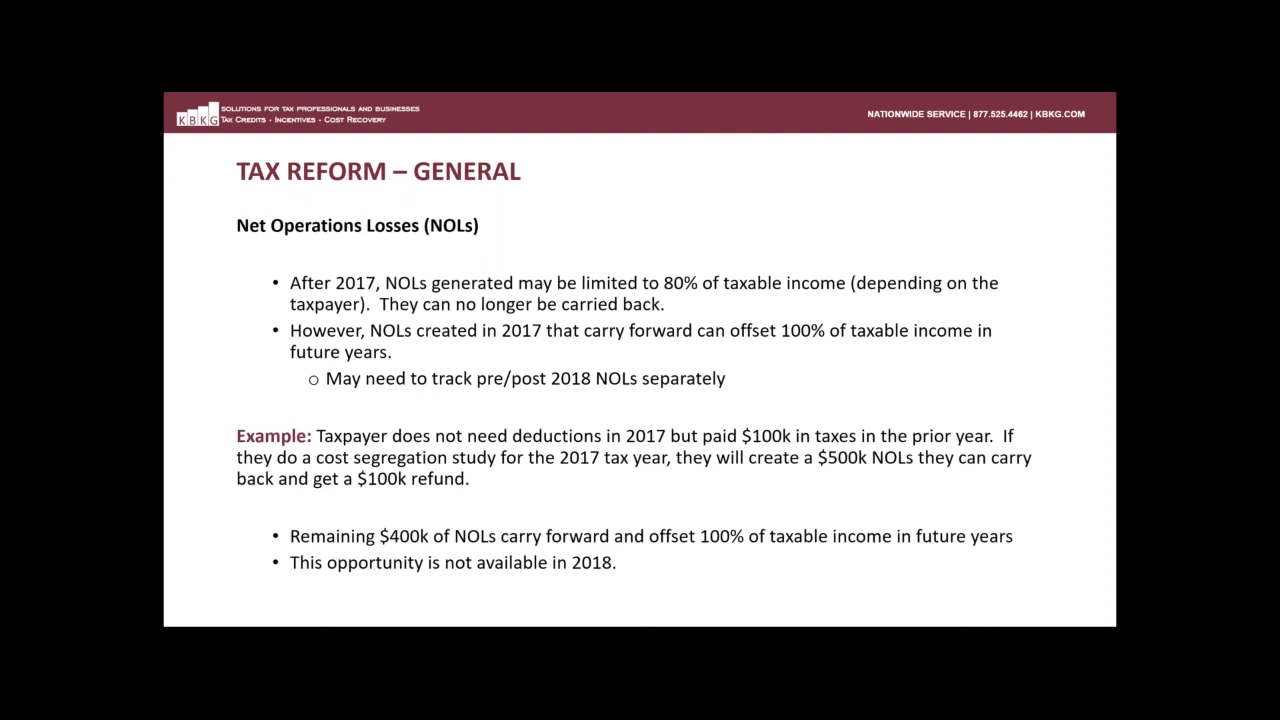 KBKG
SOLUTIONS FOR TAX PROFESSIONALS AND BUSINESSES
TAX CREDITS · INCENTIVES · COST RECOVERY
NATIONWIDE SERVICE | 877.525.4462 | KBKG.COM
TAX REFORM – GENERAL
Net Operations Losses (NOLs)
• After 2017, NOLs generated may be limited to 80% of taxable income (depending on the
taxpayer).  They can no longer be carried back.
• However, NOLs created in 2017 that carry forward can offset 100% of taxable income in
future years.
o May need to track pre/post 2018 NOLs separately
Example: Taxpayer does not need deductions in 2017 but paid $100k in taxes in the prior year.  If
they do a cost segregation study for the 2017 tax year, they will create a $500k NOLs they can carry
back and get a $100k refund.
• Remaining $400k of NOLs carry forward and offset 100% of taxable income in future years
• This opportunity is not available in 2018.